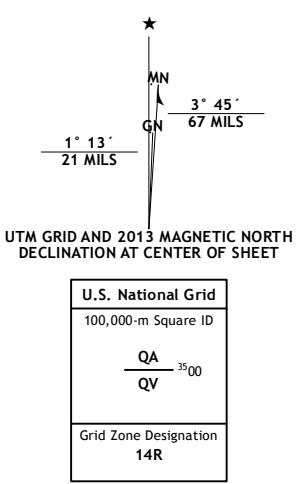 MN
3° 45´
67 MILS
GN
1° 13´
21 MILS
UTM GRID AND 2013 MAGNETIC NORTH
DECLINATION AT CENTER OF SHEET
U.S. National Grid
100,000-m Square ID
QA
3500
QV
Grid Zone Designation
14R